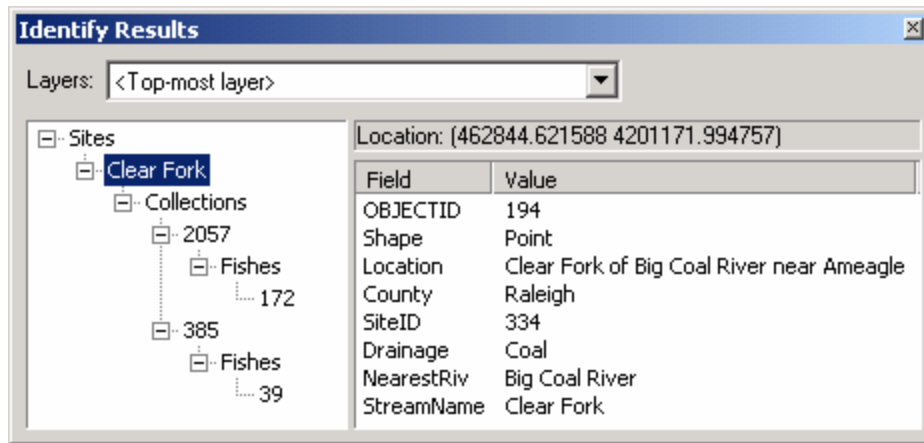 Identify Results
Layers: <Top-most layer>
Sites
Clear Fork
Collections
2057
Fishes
172
385
Fishes
39
Location: (462844.621588 4201171.994757)
Field Value
OBJECTID 194
Shape Point
Location Clear Fork of Big Coal River near Ameagle
County Raleigh
SiteID 334
Drainage Coal
NearestRiv Big Coal River
StreamName Clear Fork